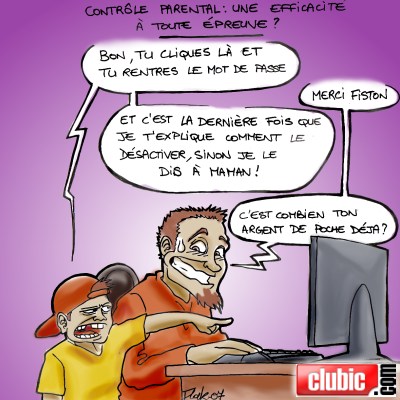 CONTRÔLE PARENTAL : UNE EFFICACITÉ
À TOUTE ÉPREUVE ?
BON, TU CLIQUES LÀ ET
TU RENTRES LE MOT DE PASSE
MERCI FISTON
ET C'EST LA DERNIÈRE FOIS QUE
JE T'EXPLIQUE COMMENT LE
DÉSACTIVER, SINON JE LE
DIS À MAMAN !
C'EST COMBIEN TON
ARGENT DE POCHE DÉJA ?
clubic.com